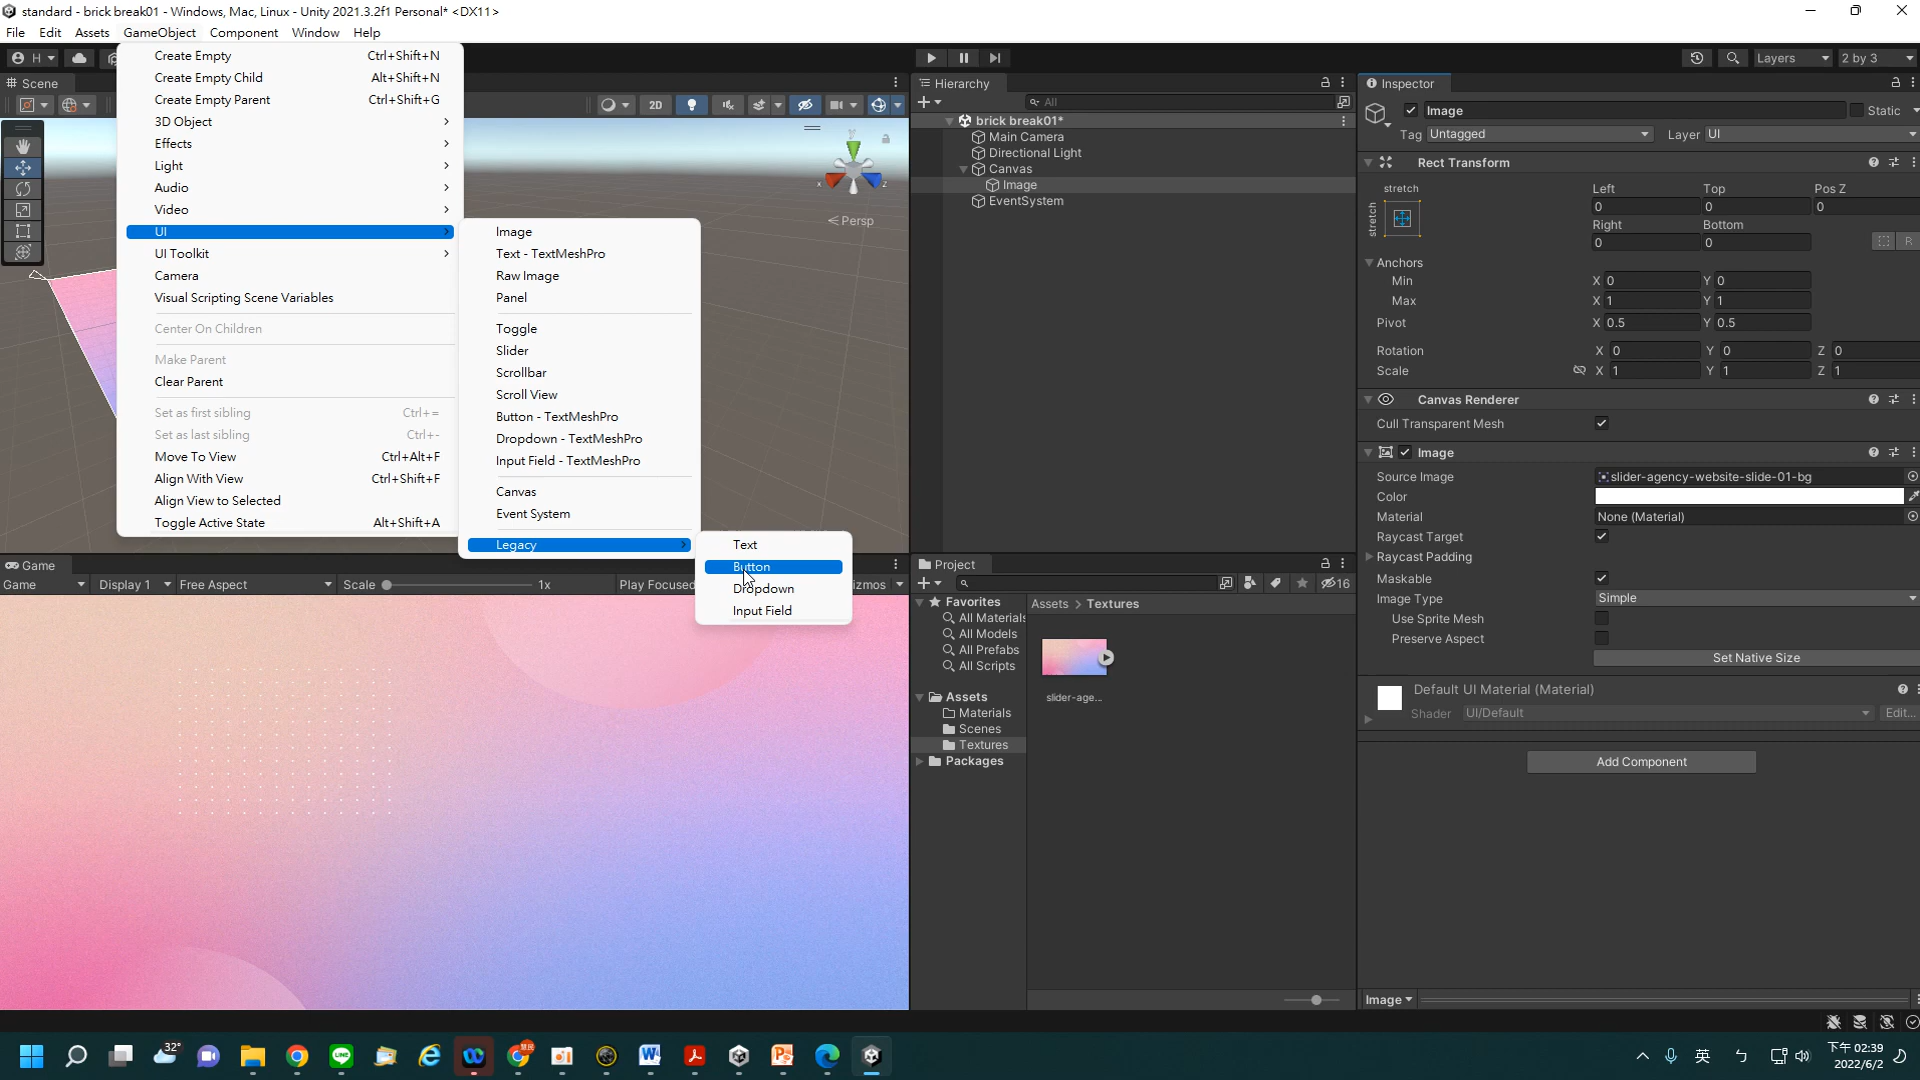 standard - brick break01 - Windows, Mac, Linux - Unity 2021.3.2f1 Personal* <DX11>
File Edit Assets GameObject Component Window Help
H
Layers
2 by 3
Create Empty Ctrl+Shift+N
Create Empty Child Alt+Shift+N
Create Empty Parent Ctrl+Shift+G
3D Object
Effects
Light
Audio
Video
UI
UI Toolkit
Camera
Visual Scripting Scene Variables
Center On Children
Make Parent
Clear Parent
Set as first sibling Ctrl+=
Set as last sibling Ctrl+-
Move To View Ctrl+Alt+F
Align With View Ctrl+Shift+F
Align View to Selected
Toggle Active State Alt+Shift+A
Image
Text - TextMeshPro
Raw Image
Panel
Toggle
Slider
Scrollbar
Scroll View
Button - TextMeshPro
Dropdown - TextMeshPro
Input Field - TextMeshPro
Canvas
Event System
Legacy
Text
Button
Dropdown
Input Field
Scene
2D
y
x z
Persp
Game
Game Display 1 Free Aspect Scale 1x Play Focused izmos
Hierarchy
All
brick break01*
Main Camera
Directional Light
Canvas
Image
EventSystem
Project
16
Favorites
All Materials
All Models
All Prefabs
All Scripts
Assets
Materials
Scenes
Textures
Packages
Assets > Textures
slider-age...
Inspector
Image Static
Tag Untagged Layer UI
Rect Transform
stretch
stretch
Left Top Pos Z
0 0 0
Right Bottom
0 0
R
Anchors
Min X 0 Y 0
Max X 1 Y 1
Pivot X 0.5 Y 0.5
Rotation X 0 Y 0 Z 0
Scale X 1 Y 1 Z 1
Canvas Renderer
Cull Transparent Mesh
Image
Source Image slider-agency-website-slide-01-bg
Color
Material None (Material)
Raycast Target
Raycast Padding
Maskable
Image Type Simple
Use Sprite Mesh
Preserve Aspect
Set Native Size
Default UI Material (Material)
Shader UI/Default Edit...
Add Component
Image
32°
英
ㄅ
下午 02:39
2022/6/2